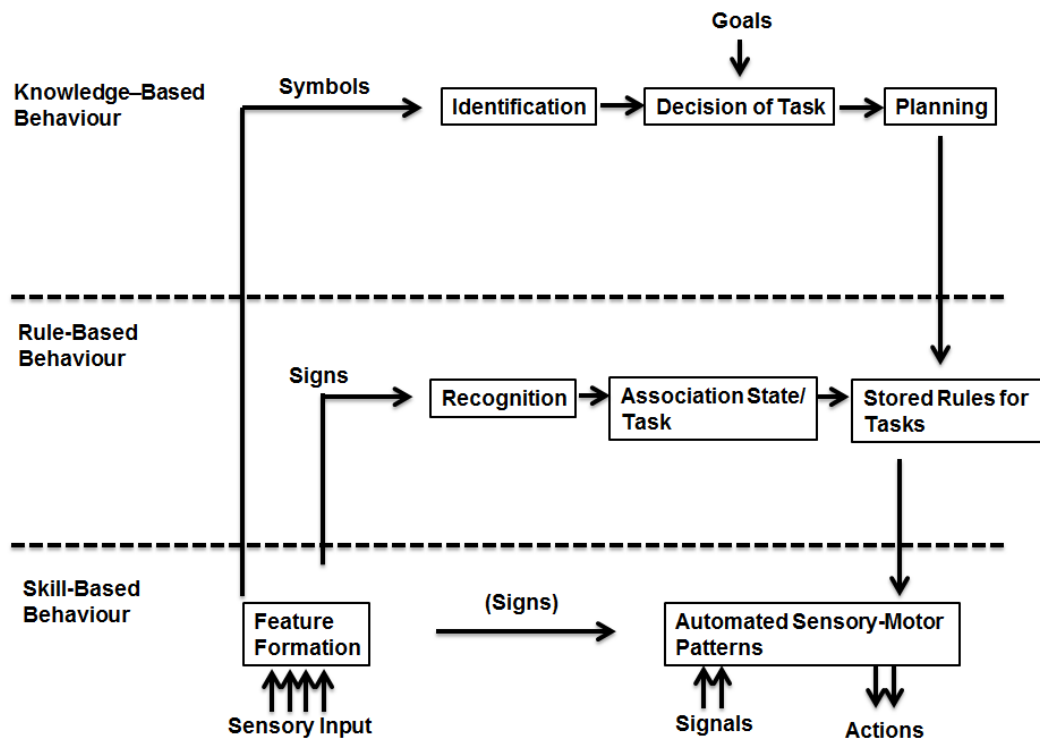 Goals
Knowledge–Based
Behaviour
Symbols
Identification
Decision of Task
Planning
Rule-Based
Behaviour
Signs
Recognition
Association State/
Task
Stored Rules for
Tasks
Skill-Based
Behaviour
Feature
Formation
(Signs)
Automated Sensory-Motor
Patterns
Sensory Input
Signals
Actions